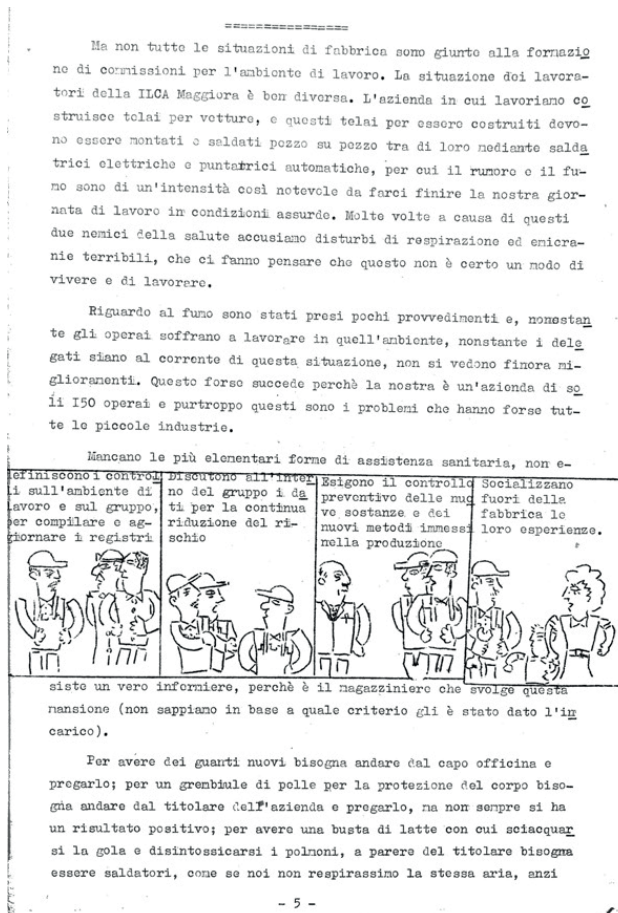 ================
Ma non tutte le situazioni di fabbrica sono giunte alla formazio
ne di commissioni per l'ambiente di lavoro. La situazione dei lavora-
tori della ILCA Maggiora è ben diversa. L'azienda in cui lavoriamo co
struisce telai per vetture, e questi telai per essere costruiti devo-
no essere montati e saldati pezzo su pezzo tra di loro mediante salda
trici elettriche e puntatrici automatiche, per cui il rumore e il fu-
mo sono di un'intensità così notevole da farci finire la nostra gior-
nata di lavoro in condizioni assurde. Molte volte a causa di questi
due nemici della salute accusiamo disturbi di respirazione ed emicra-
nie terribili, che ci fanno pensare che questo non è certo un modo di
vivere e di lavorare.
Riguardo al fumo sono stati presi pochi provvedimenti e, nonostan
te gli operai soffrano a lavorare in quell'ambiente, nonstante i dele
gati siano al corrente di questa situazione, non si vedono finora mi-
glioramenti. Questo forse succede perchè la nostra è un'azienda di so
li I50 operai e purtroppo questi sono i problemi che hanno forse tut-
te le piccole industrie.
Mancano le più elementari forme di assistenza sanitaria, non e-
efiniscono i control
i sull'ambiente di
avoro e sul gruppo,
er compilare e ag-
giornare i registri
Discutono all'inter
no del gruppo i da
ti per la continua
riduzione del ri-
schio
Esigono il controllo
preventivo delle nuo
ve sostanze e dei
nuovi metodi immessi
nella produzione
Socializzano
fuori della
fabbrica le
loro esperienze.
siste un vero infermiere, perchè è il magazziniere che svolge questa
mansione (non sappiamo in base a quale criterio gli è stato dato l'in
carico).
Per avere dei guanti nuovi bisogna andare dal capo officina e
pregarlo; per un grembiule di pelle per la protezione del corpo biso-
gna andare dal titolare dell'azienda e pregarlo, ma non sempre si ha
un risultato positivo; per avere una busta di latte con cui sciacquar
si la gola e disintossicarsi i polmoni, a parere del titolare bisogna
essere saldatori, come se noi non respirassimo la stessa aria, anzi
- 5 -